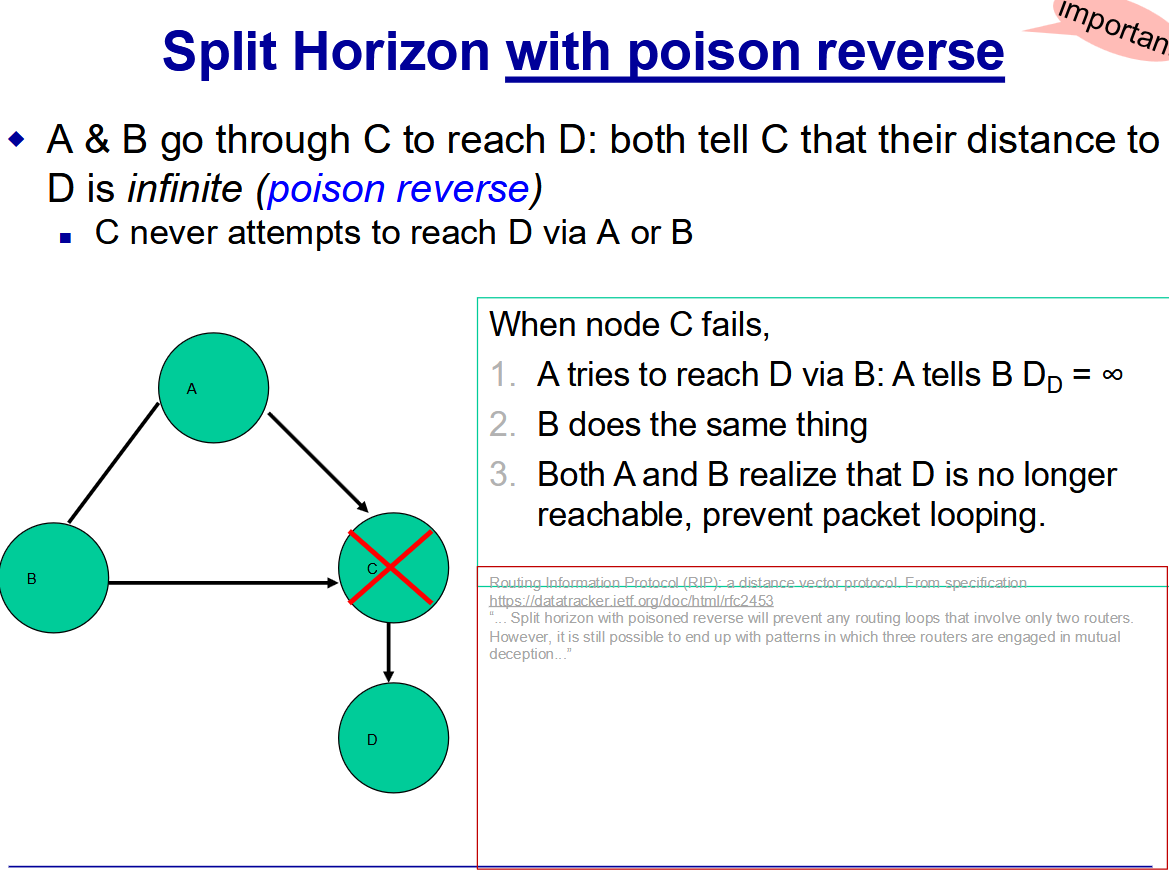 importan
Split Horizon with poison reverse
A & B go through C to reach D: both tell C that their distance to
D is infinite (poison reverse)
C never attempts to reach D via A or B
When node C fails,
1. A tries to reach D via B: A tells B D_D = ∞
2. B does the same thing
3. Both A and B realize that D is no longer
reachable, prevent packet looping.
A
B
C
D
Routing Information Protocol (RIP): a distance vector protocol. From specification
https://datatracker.ietf.org/doc/html/rfc2453
“... Split horizon with poisoned reverse will prevent any routing loops that involve only two routers.
However, it is still possible to end up with patterns in which three routers are engaged in mutual
deception...”